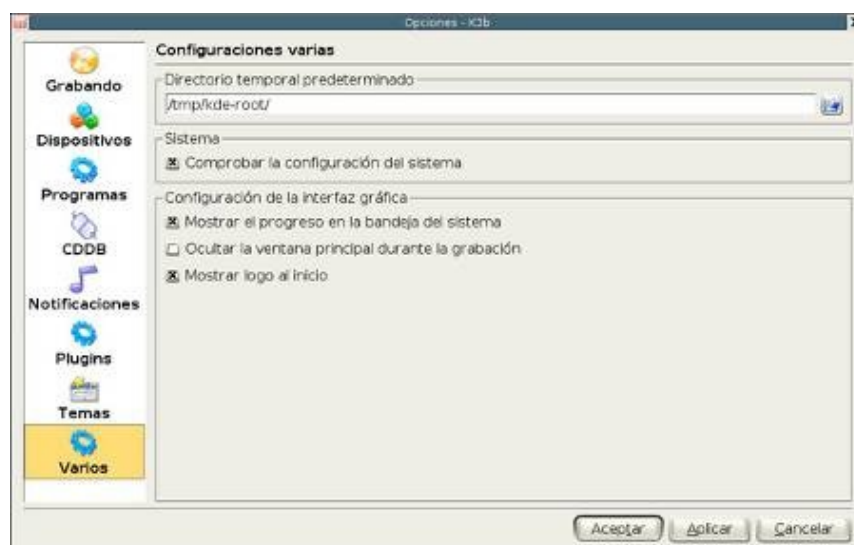 Opciones - K3b
Grabando
Dispositivos
Programas
CDDB
Notificaciones
Plugins
Temas
Varios
Configuraciones varias
Directorio temporal predeterminado
/tmp/kde-root/
Sistema
Comprobar la configuración del sistema
Configuración de la interfaz gráfica
Mostrar el progreso en la bandeja del sistema
Ocultar la ventana principal durante la grabación
Mostrar logo al inicio
Aceptar
Aplicar
Cancelar